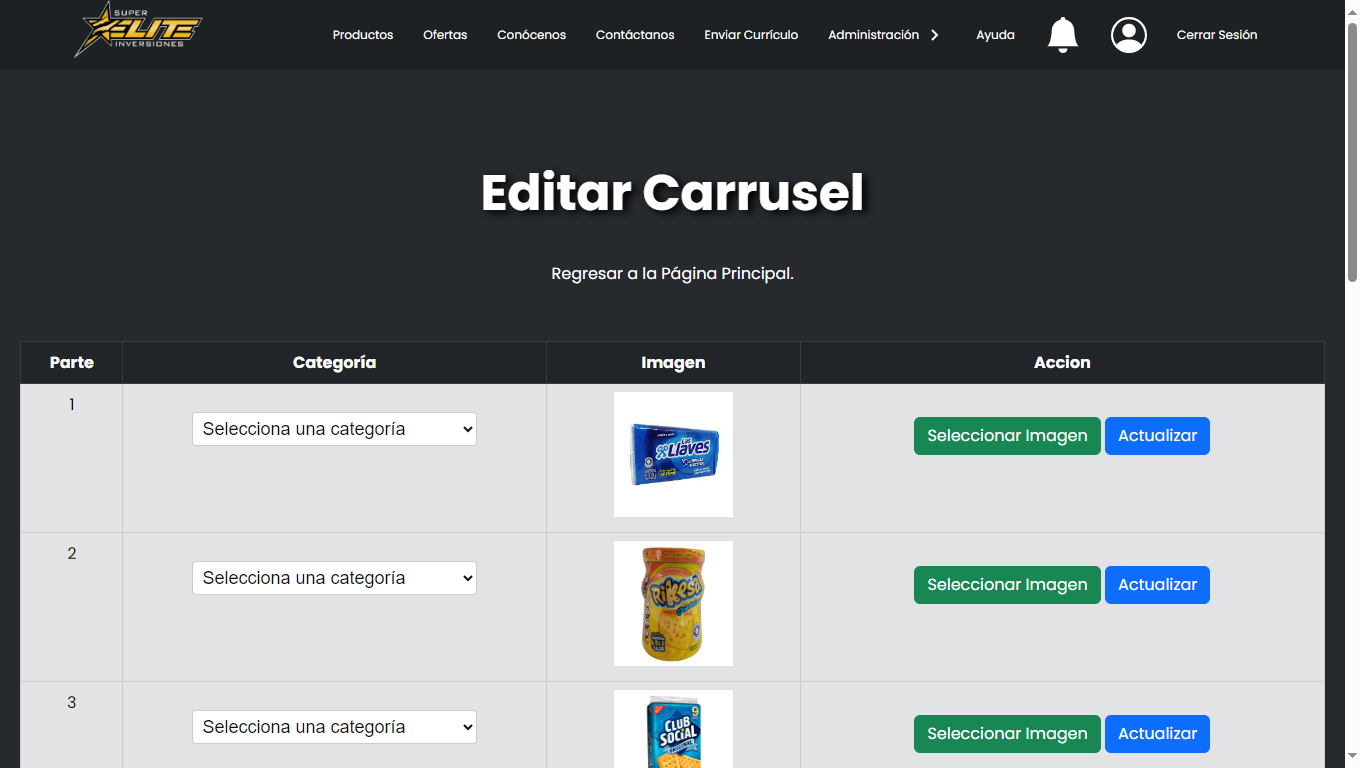 SUPER
ELITE
INVERSIONES
Productos Ofertas Conócenos Contáctanos Enviar Currículo Administración Ayuda Cerrar Sesión
Editar Carrusel
Regresar a la Página Principal.
Parte Categoría Imagen Accion
1 Selecciona una categoría Las Llaves Seleccionar Imagen Actualizar
2 Selecciona una categoría Rikesa Seleccionar Imagen Actualizar
3 Selecciona una categoría CLUB SOCIAL 9 Seleccionar Imagen Actualizar